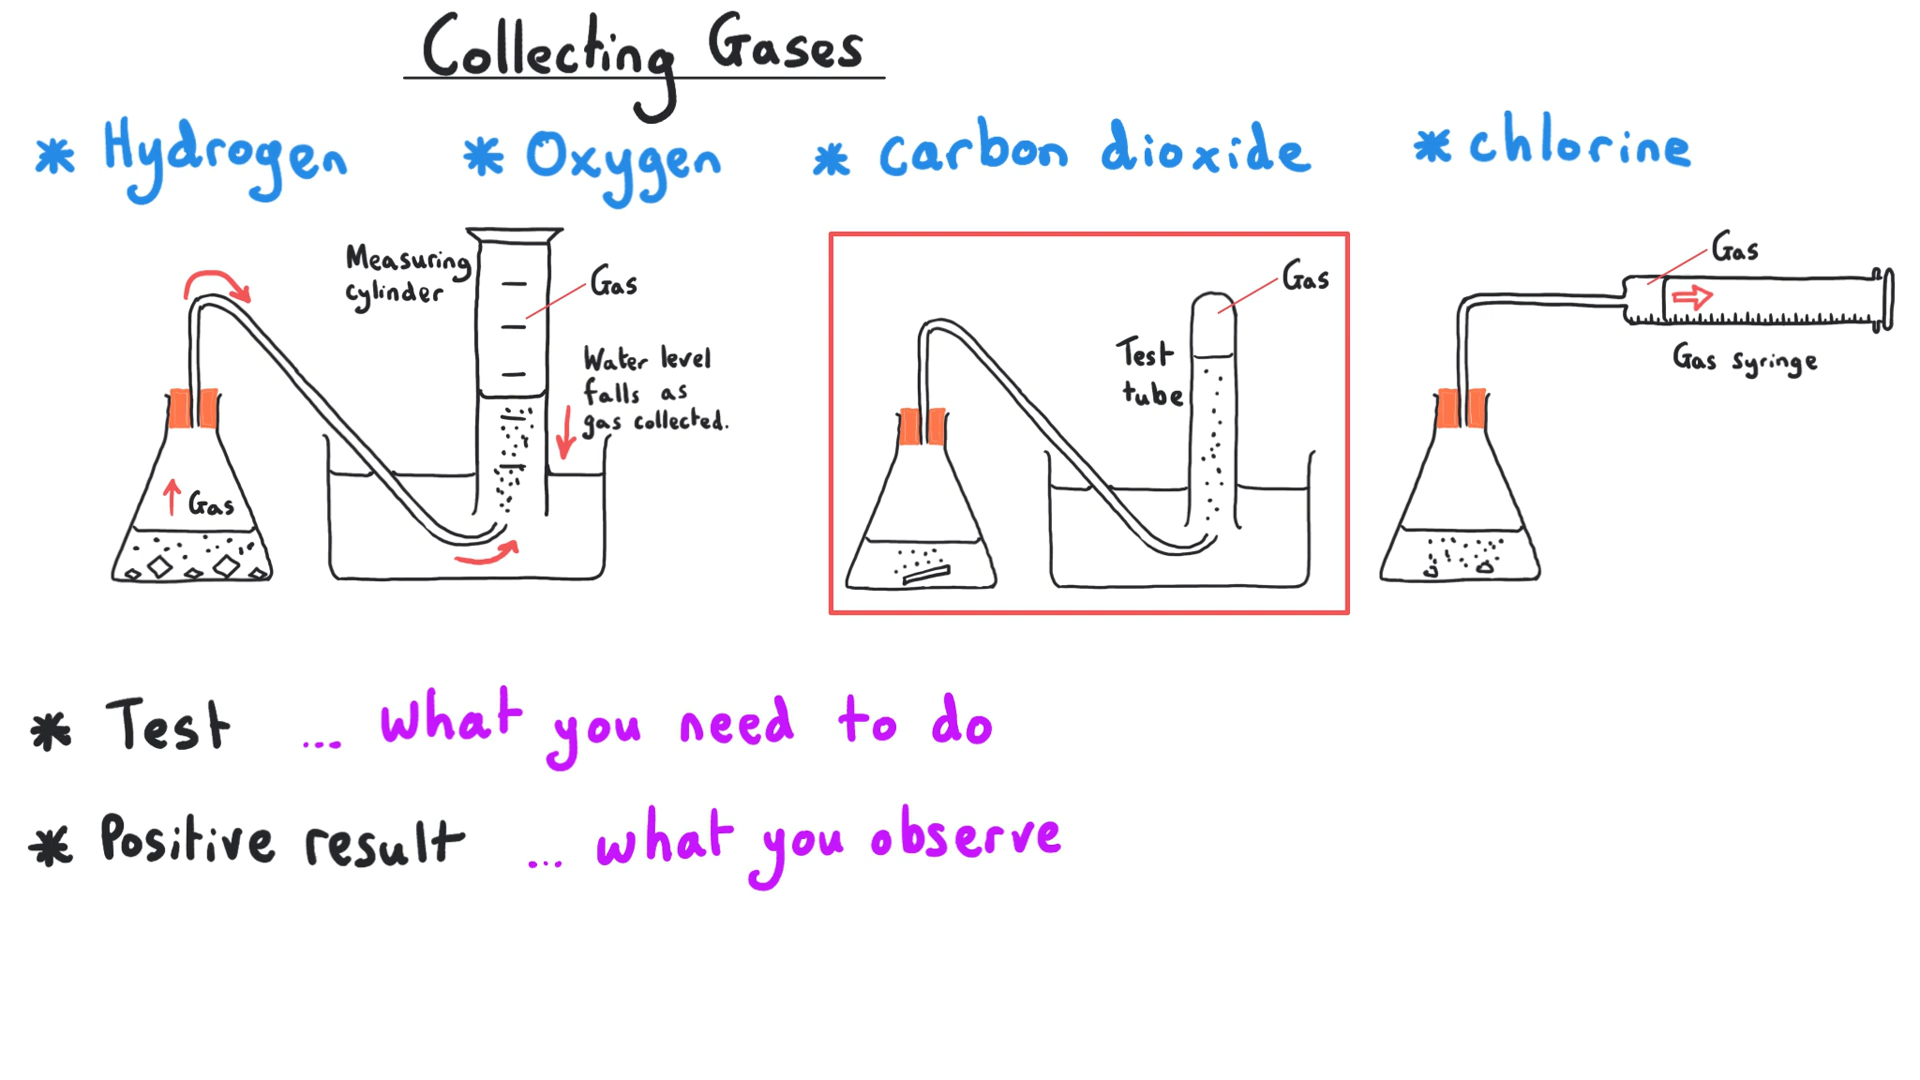 Collecting Gases
* Hydrogen * Oxygen * carbon dioxide * chlorine
Measuring
cylinder
Gas
Water level
falls as
gas collected.
Gas
Gas
Test
tube
Gas
Gas syringe
* Test ... What you need to do
* Positive result ... what you observe